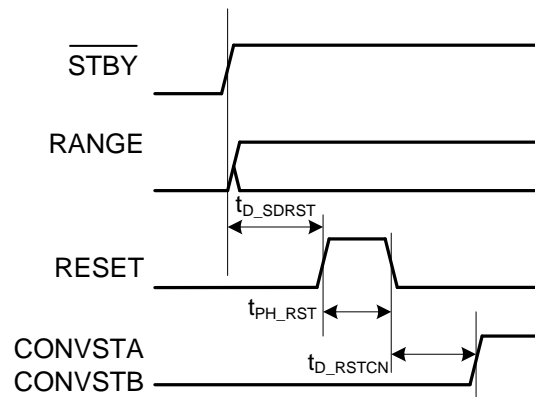 STBY
RANGE
tD_SDRST
RESET
tPH_RST
CONVSTA
CONVSTB
tD_RSTCN